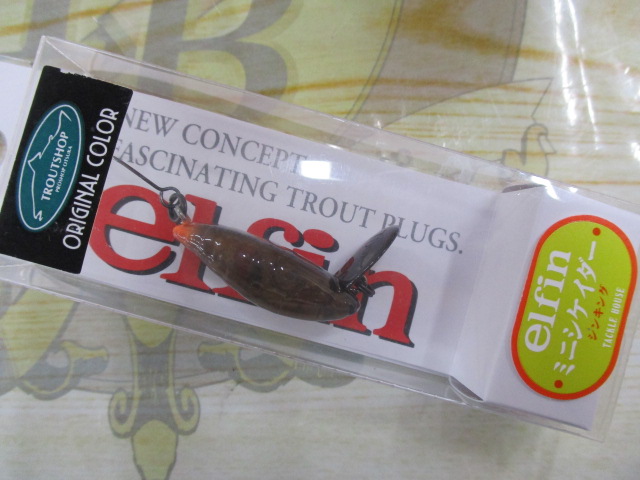 TROUTSHOP
ORIGINAL COLOR
NEW CONCEPT
FASCINATING TROUT PLUGS.
elfin
elfin
ミニシケイダー
シンキング
TACKLE HOUSE